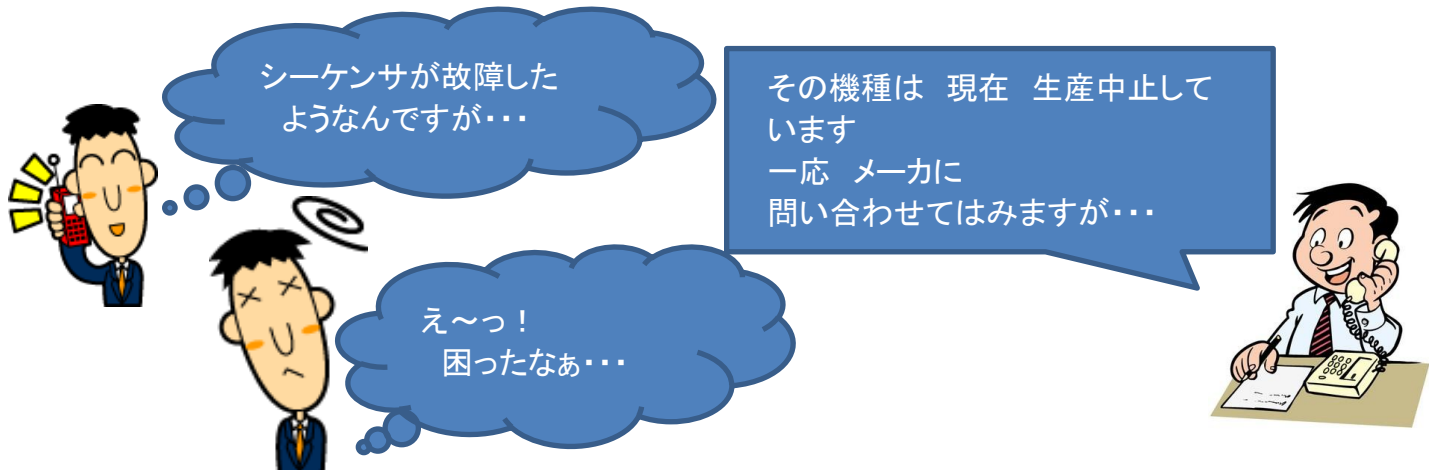 シーケンサが故障した
ようなんですが・・・
その機種は　現在　生産中止して
います
一応　メーカに
問い合わせてはみますが・・・
え～っ！
困ったなぁ・・・